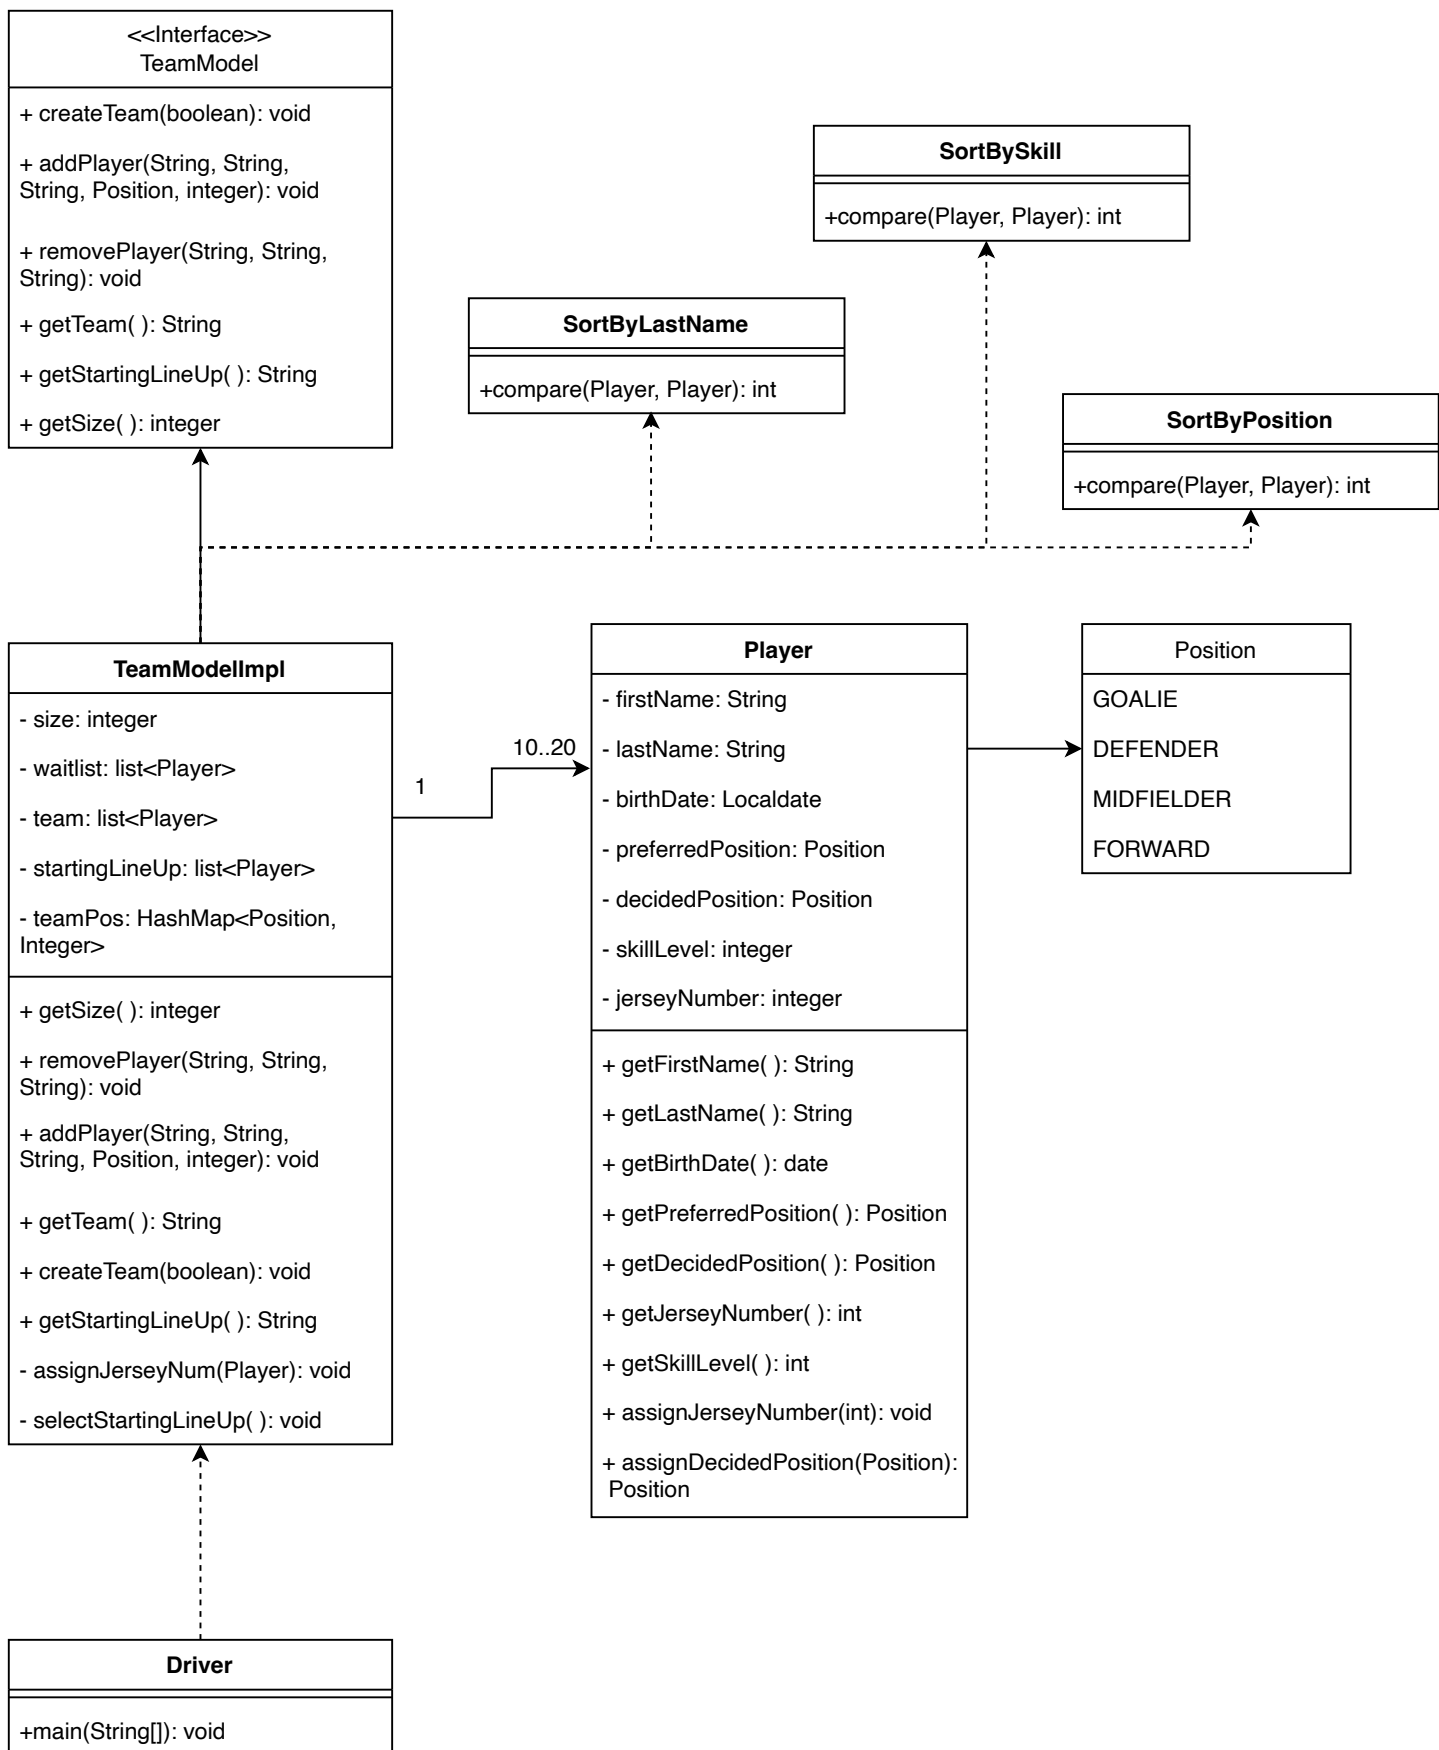 <<Interface>>
TeamModel
+ createTeam(boolean): void
+ addPlayer(String, String,
String, Position, integer): void
+ removePlayer(String, String,
String): void
+ getTeam( ): String
+ getStartingLineUp( ): String
+ getSize( ): integer
SortBySkill
+compare(Player, Player): int
SortByLastName
+compare(Player, Player): int
SortByPosition
+compare(Player, Player): int
TeamModelImpl
- size: integer
- waitlist: list<Player>
- team: list<Player>
- startingLineUp: list<Player>
- teamPos: HashMap<Position,
Integer>
+ getSize( ): integer
+ removePlayer(String, String,
String): void
+ addPlayer(String, String,
String, Position, integer): void
+ getTeam( ): String
+ createTeam(boolean): void
+ getStartingLineUp( ): String
- assignJerseyNum(Player): void
- selectStartingLineUp( ): void
1
10..20
Player
- firstName: String
- lastName: String
- birthDate: Localdate
- preferredPosition: Position
- decidedPosition: Position
- skillLevel: integer
- jerseyNumber: integer
+ getFirstName( ): String
+ getLastName( ): String
+ getBirthDate( ): date
+ getPreferredPosition( ): Position
+ getDecidedPosition( ): Position
+ getJerseyNumber( ): int
+ getSkillLevel( ): int
+ assignJerseyNumber(int): void
+ assignDecidedPosition(Position):
Position
Position
GOALIE
DEFENDER
MIDFIELDER
FORWARD
Driver
+main(String[]): void